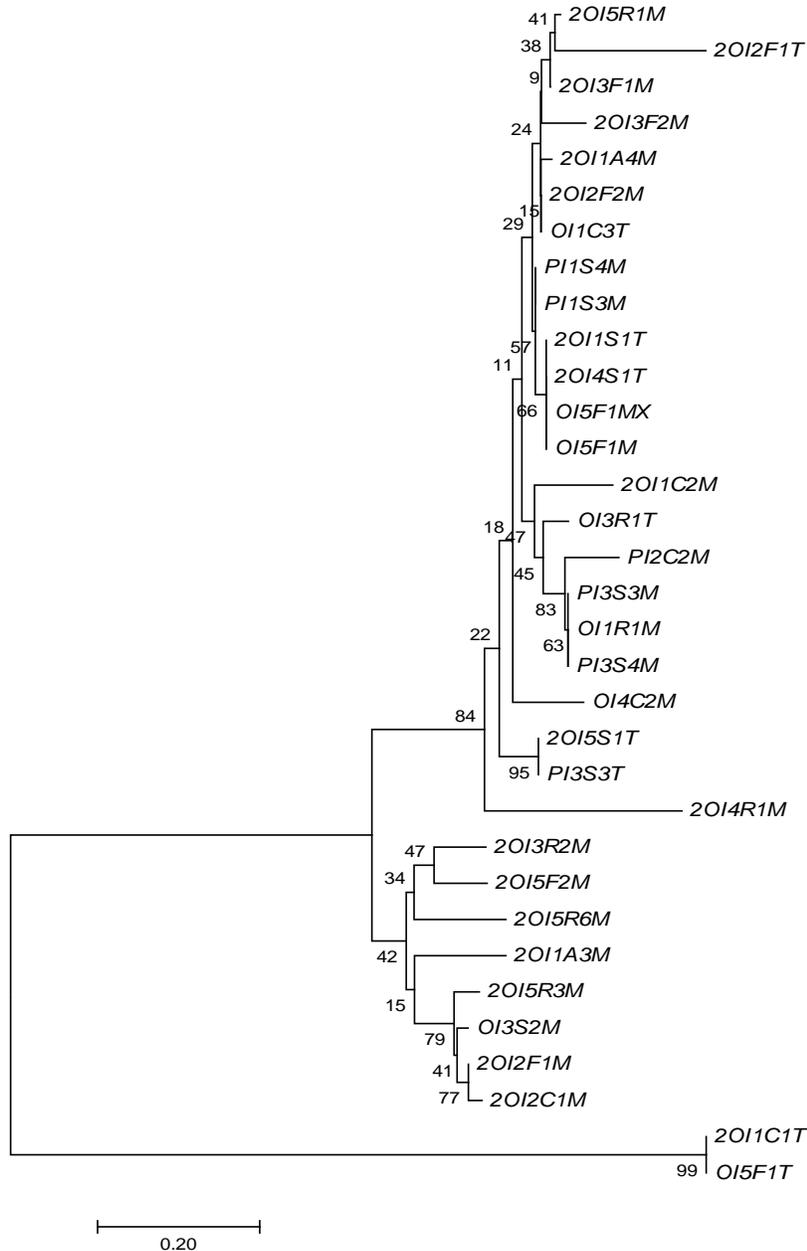 41
2OI5R1M
38
2OI2F1T
9
2OI3F1M
24
2OI3F2M
2OI1A4M
2OI2F2M
15
29
OI1C3T
PI1S4M
PI1S3M
57
2OI1S1T
11
2OI4S1T
66
OI5F1MX
OI5F1M
2OI1C2M
18
47
OI3R1T
45
PI2C2M
83
PI3S3M
OI1R1M
63
PI3S4M
22
OI4C2M
84
2OI5S1T
95
PI3S3T
2OI4R1M
47
2OI3R2M
34
2OI5F2M
2OI5R6M
42
2OI1A3M
15
2OI5R3M
79
OI3S2M
41
2OI2F1M
77
2OI2C1M
2OI1C1T
99
OI5F1T
0.20